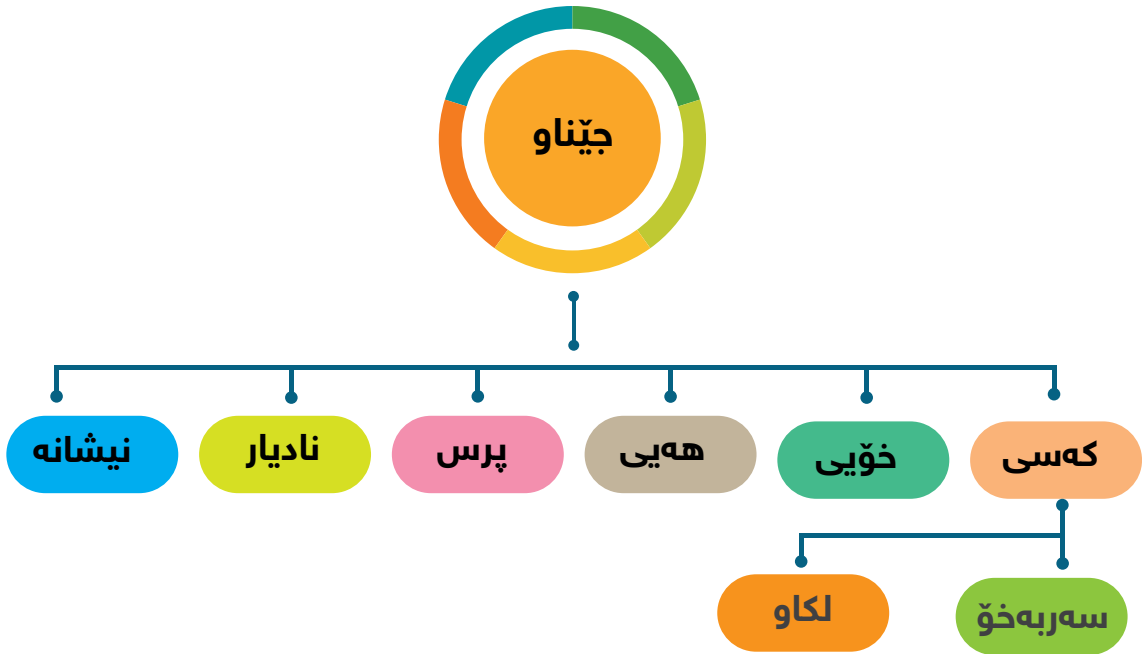 جێناو
کەسی
خۆیی
هەیی
پرس
نادیار
نیشانە
سەربەخۆ
لکاو